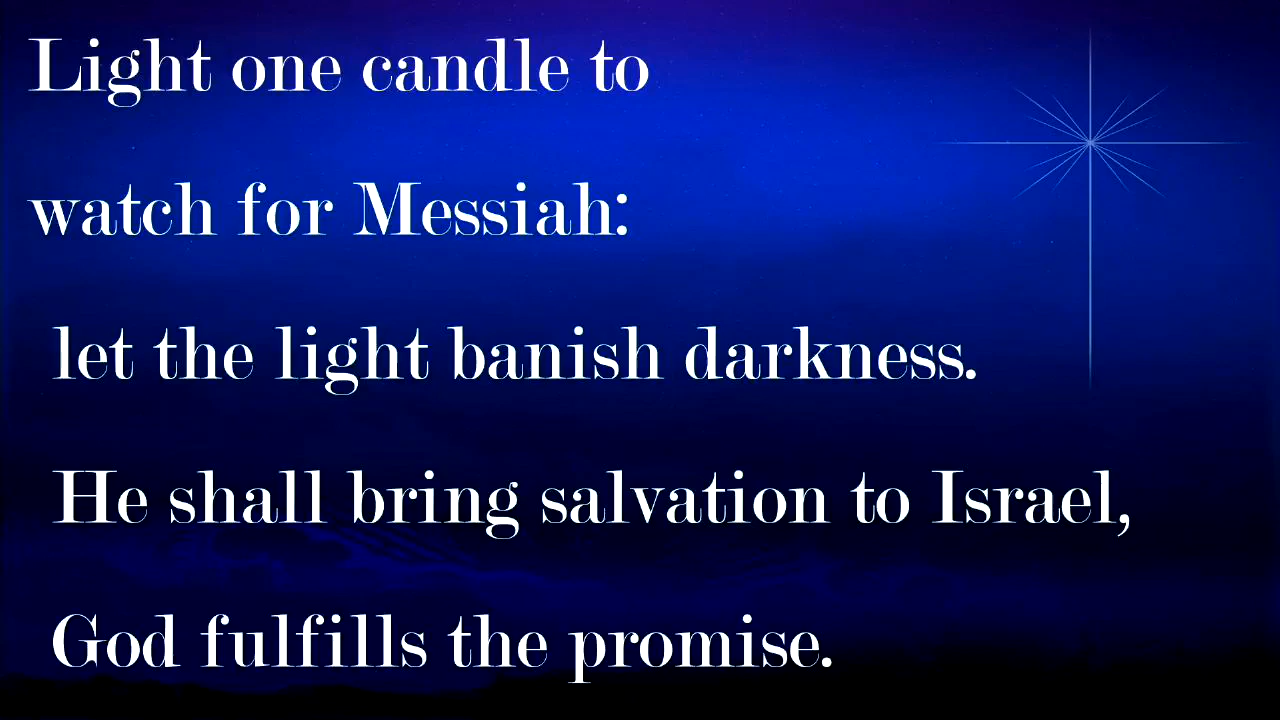 Light one candle to
watch for Messiah:
let the light banish darkness.
He shall bring salvation to Israel,
God fulfills the promise.